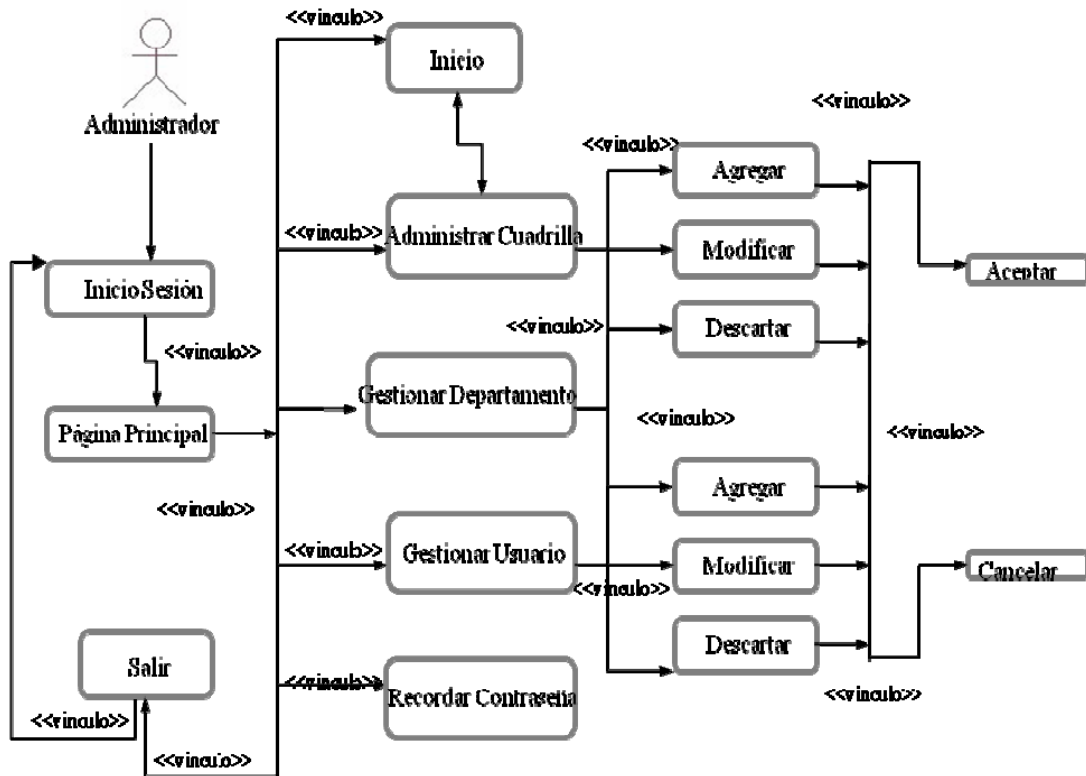 <<vinculo>>
Inicio
Administrador
<<vinculo>>
<<vinculo>>
Agregar
<<vinculo>>
Administrar Cuadrilla
Modificar
Aceptar
Inicio Sesión
<<vinculo>>
Descartar
<<vinculo>>
Gestionar Departamento
<<vinculo>>
Página Principal
<<vinculo>>
Agregar
<<vinculo>>
<<vinculo>>
Gestionar Usuario
Modificar
Cancelar
<<vinculo>>
Descartar
Salir
<<vinculo>>
Recordar Contraseña
<<vinculo>>
<<vinculo>>
<<vinculo>>